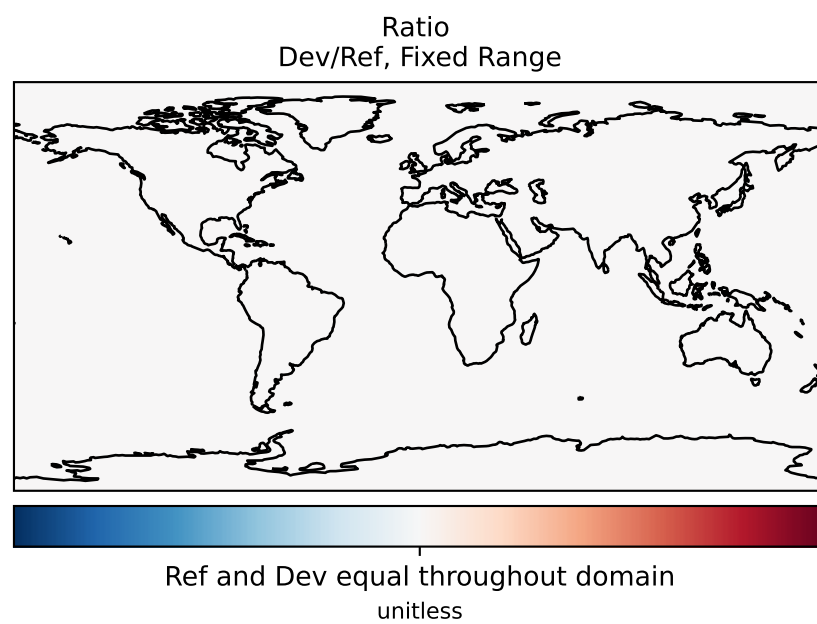 Ratio
Dev/Ref, Fixed Range
Ref and Dev equal throughout domain
unitless